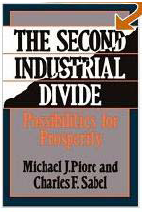 THE SECOND
INDUSTRIAL
DIVIDE
Possibilities for
Prosperity
Michael J. Piore and
Charles F. Sabel